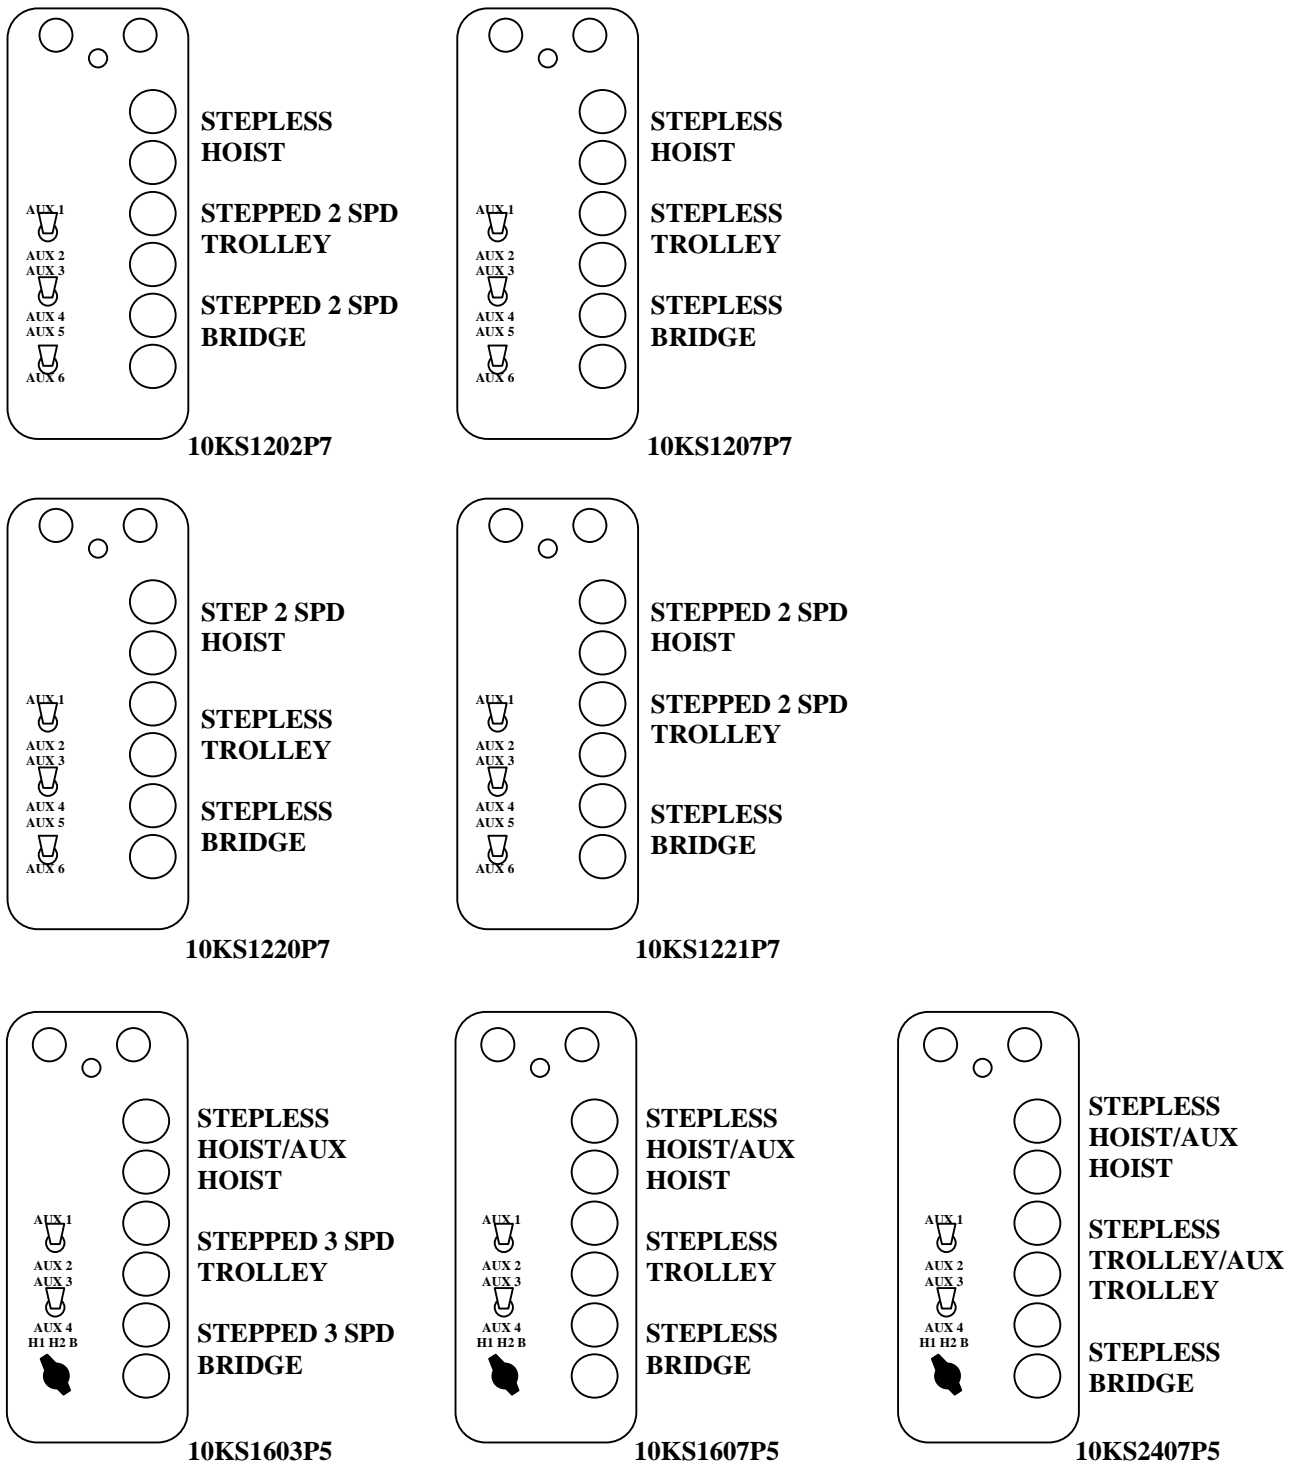 AUX 1
AUX 2
AUX 3
AUX 4
AUX 5
AUX 6
STEPLESS
HOIST
STEPPED 2 SPD
TROLLEY
STEPPED 2 SPD
BRIDGE
10KS1202P7
AUX 1
AUX 2
AUX 3
AUX 4
AUX 5
AUX 6
STEPLESS
HOIST
STEPLESS
TROLLEY
STEPLESS
BRIDGE
10KS1207P7
AUX 1
AUX 2
AUX 3
AUX 4
AUX 5
AUX 6
STEP 2 SPD
HOIST
STEPLESS
TROLLEY
STEPLESS
BRIDGE
10KS1220P7
AUX 1
AUX 2
AUX 3
AUX 4
AUX 5
AUX 6
STEPPED 2 SPD
HOIST
STEPPED 2 SPD
TROLLEY
STEPLESS
BRIDGE
10KS1221P7
AUX 1
AUX 2
AUX 3
AUX 4
H1 H2 B
STEPLESS
HOIST/AUX
HOIST
STEPPED 3 SPD
TROLLEY
STEPPED 3 SPD
BRIDGE
10KS1603P5
AUX 1
AUX 2
AUX 3
AUX 4
H1 H2 B
STEPLESS
HOIST/AUX
HOIST
STEPLESS
TROLLEY
STEPLESS
BRIDGE
10KS1607P5
AUX 1
AUX 2
AUX 3
AUX 4
H1 H2 B
STEPLESS
HOIST/AUX
HOIST
STEPLESS
TROLLEY/AUX
TROLLEY
STEPLESS
BRIDGE
10KS2407P5